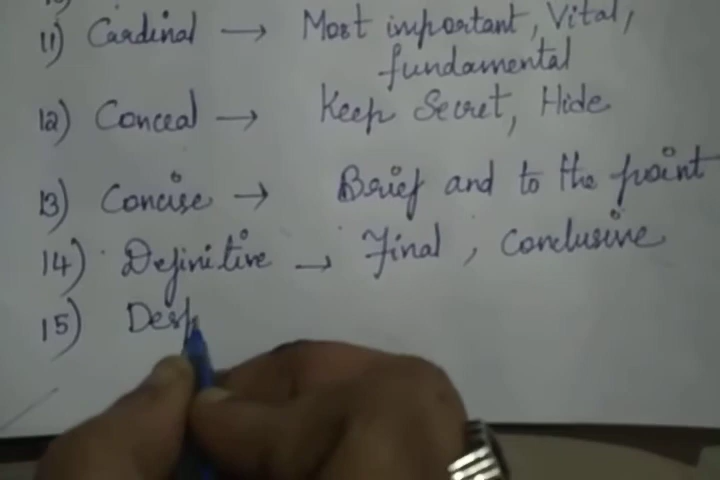 11) Cardinal → Most important, Vital,
fundamental
12) Conceal → Keep Secret, Hide
13) Concise → Brief and to the point
14) Definitive → Final, Conclusive
15) Desp